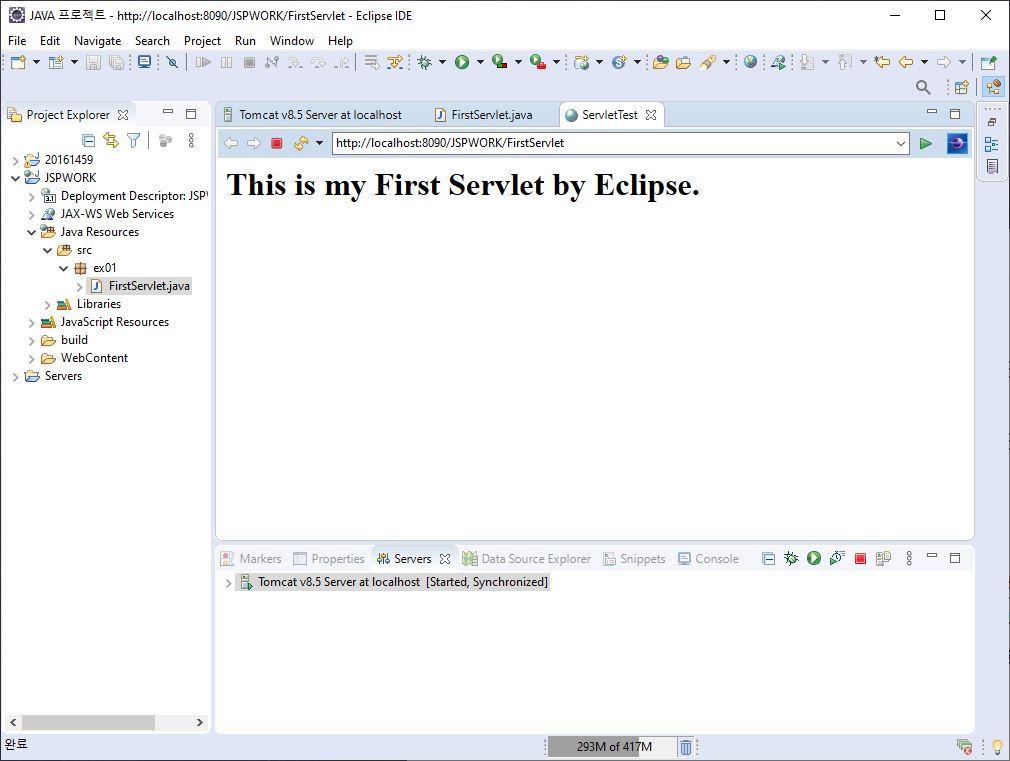 JAVA 프로젝트 - http://localhost:8090/JSPWORK/FirstServlet - Eclipse IDE
File Edit Navigate Search Project Run Window Help
Project Explorer
Tomcat v8.5 Server at localhost
FirstServlet.java
ServletTest
http://localhost:8090/JSPWORK/FirstServlet
This is my First Servlet by Eclipse.
20161459
JSPWORK
Deployment Descriptor: JSPW
JAX-WS Web Services
Java Resources
src
ex01
FirstServlet.java
Libraries
JavaScript Resources
build
WebContent
Servers
Markers Properties Servers Data Source Explorer Snippets Console
Tomcat v8.5 Server at localhost [Started, Synchronized]
완료
293M of 417M